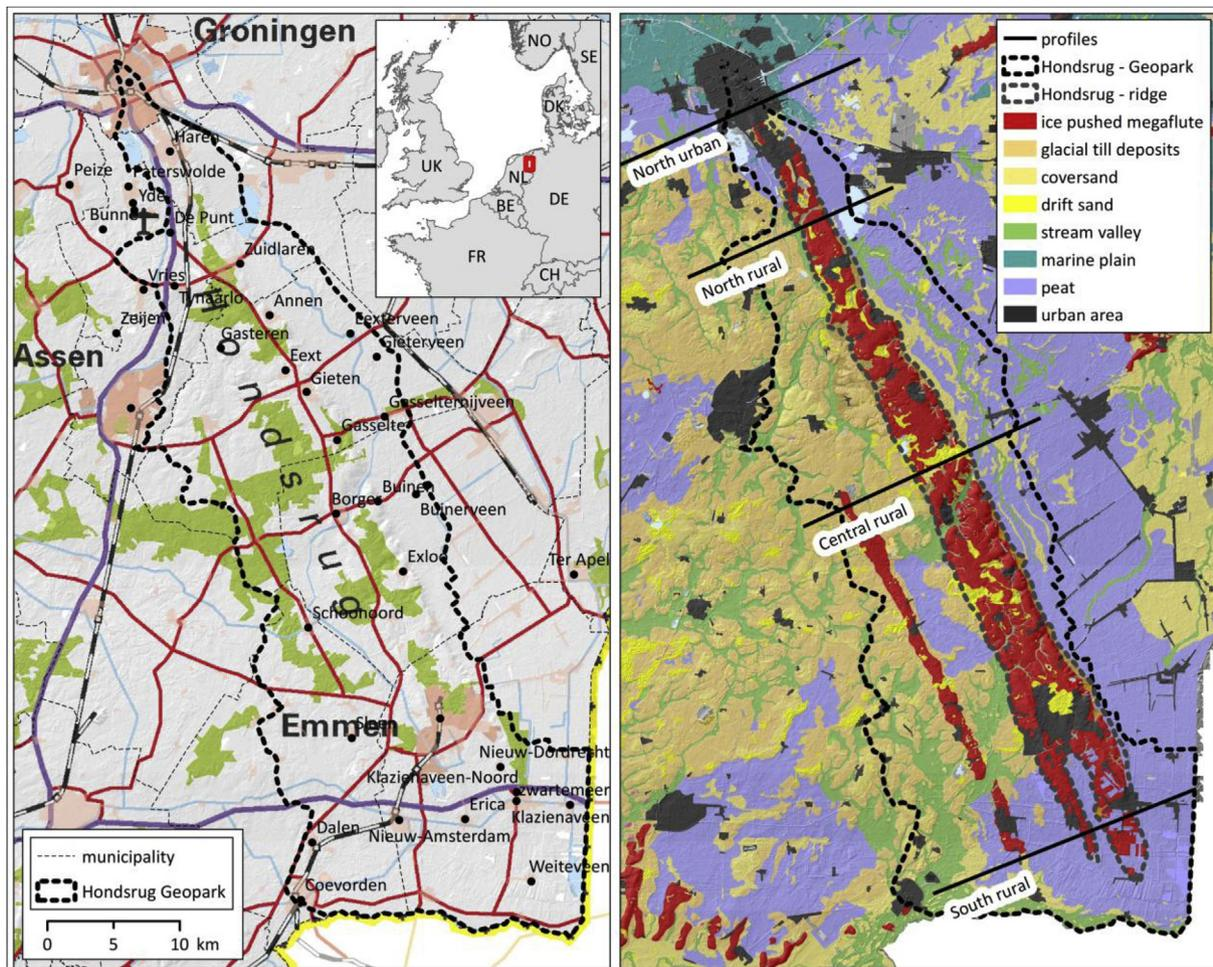 Groningen
NO
SE
DK
UK
NL
DE
BE
FR
CH
Haren
Peize
Paterswolde
Yde
Bunne
De Punt
Zuidlaren
Vries
Tynaarlo
Annen
Zeijen
Gasteren
Eexterveen
Gieterveen
Assen
Eext
Gieten
Gasselternijveen
Gasselte
Hondsrug
Buinen
Borger
Buinerveen
Exloo
Ter Apel
Schoonoord
Emmen
Sleen
Nieuw-Dordrecht
Klazienaveen-Noord
Zwartemeer
Erica
Klazienaveen
Nieuw-Amsterdam
Dalen
Weiteveen
Coevorden
municipality
Hondsrug Geopark
0 5 10 km
profiles
Hondsrug - Geopark
Hondsrug - ridge
ice pushed megaflute
glacial till deposits
coversand
drift sand
stream valley
marine plain
peat
urban area
North urban
North rural
Central rural
South rural